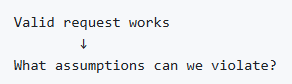 Valid request works
↓
What assumptions can we violate?